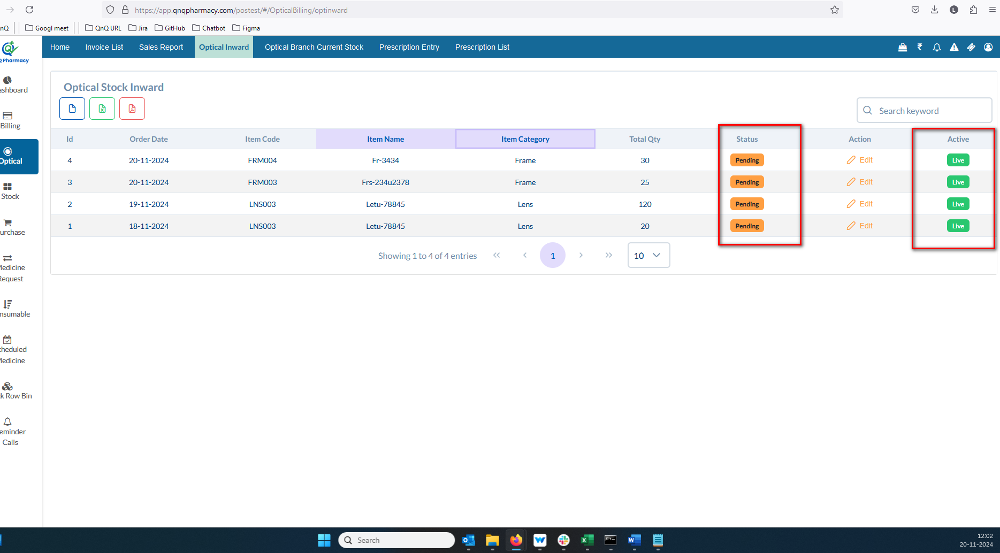 https://app.qnqpharmacy.com/postest/#/OpticalBilling/optinward
nQ Googl meet QnQ URL Jira GitHub Chatbot Figma
Q Pharmacy
Home Invoice List Sales Report Optical Inward Optical Branch Current Stock Prescription Entry Prescription List
ashboard
Billing
Optical
Stock
urchase
Medicine
Request
nsumable
cheduled
Medicine
k Row Bin
eminder
Calls
Optical Stock Inward
Search keyword
Id Order Date Item Code Item Name Item Category Total Qty Status Action Active
4 20-11-2024 FRM004 Fr-3434 Frame 30 Pending Edit Live
3 20-11-2024 FRM003 Frs-234u2378 Frame 25 Pending Edit Live
2 19-11-2024 LNS003 Letu-78845 Lens 120 Pending Edit Live
1 18-11-2024 LNS003 Letu-78845 Lens 20 Pending Edit Live
Showing 1 to 4 of 4 entries « ‹ 1 › » 10
Search
12:02
20-11-2024